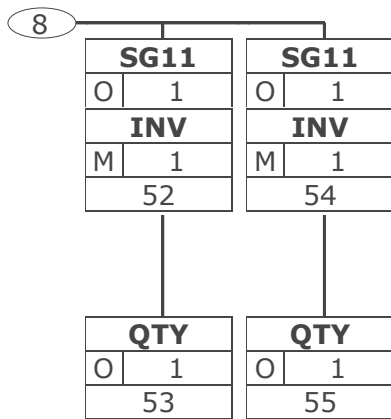 8
SG11 SG11
O 1 O 1
INV INV
M 1 M 1
52 54
QTY QTY
O 1 O 1
53 55